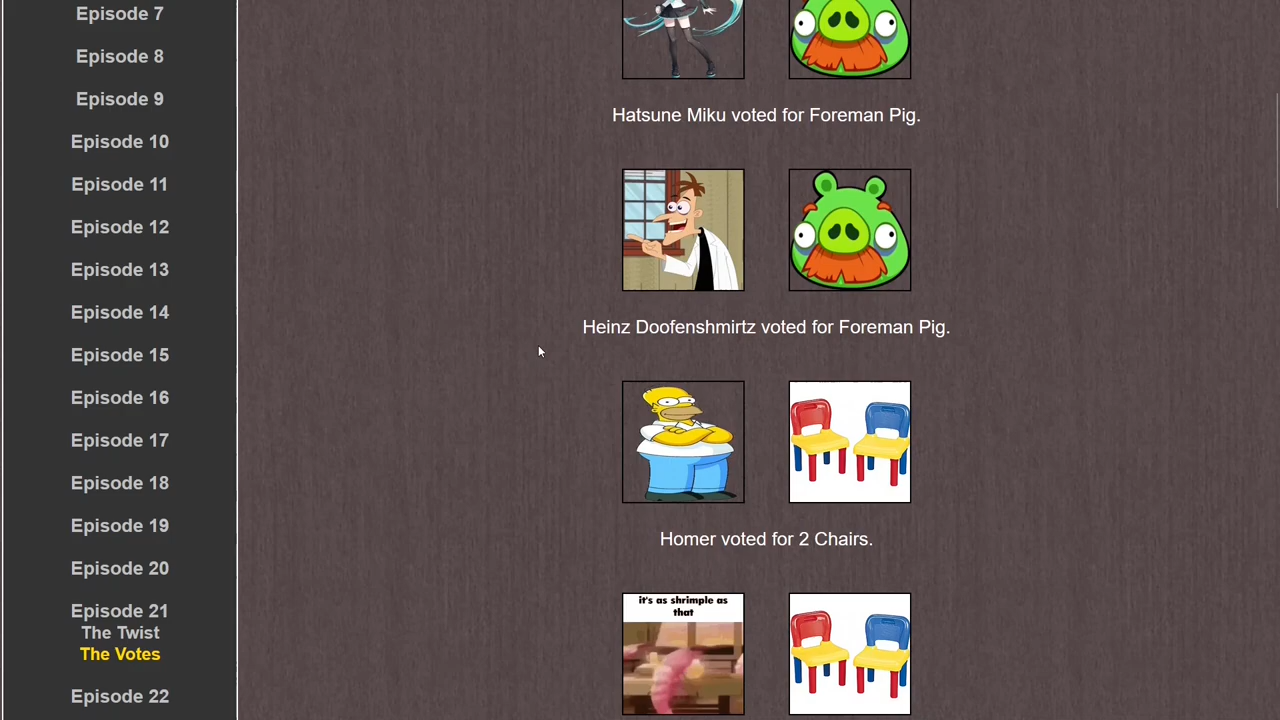 Episode 7
Episode 8
Episode 9
Episode 10
Episode 11
Episode 12
Episode 13
Episode 14
Episode 15
Episode 16
Episode 17
Episode 18
Episode 19
Episode 20
Episode 21
The Twist
The Votes
Episode 22
Hatsune Miku voted for Foreman Pig.
Heinz Doofenshmirtz voted for Foreman Pig.
Homer voted for 2 Chairs.
it's as shrimple as
that